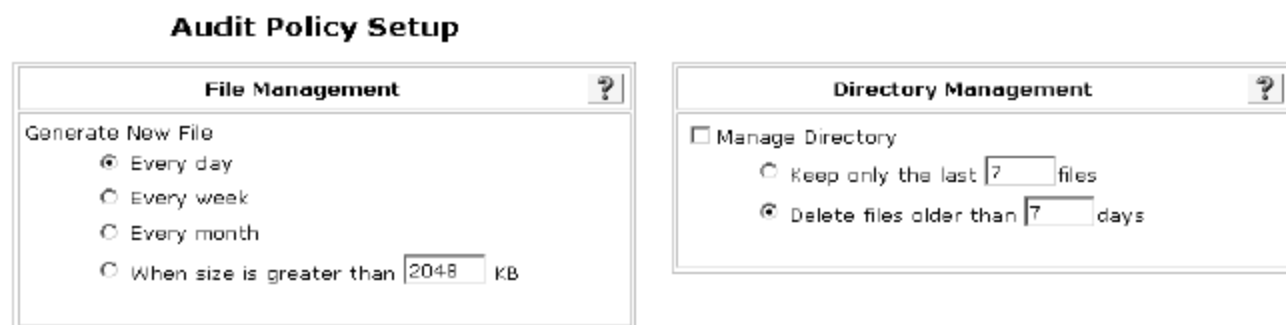 Audit Policy Setup
File Management ?
Generate New File
Every day
Every week
Every month
When size is greater than 2048 KB
Directory Management ?
Manage Directory
Keep only the last 7 files
Delete files older than 7 days